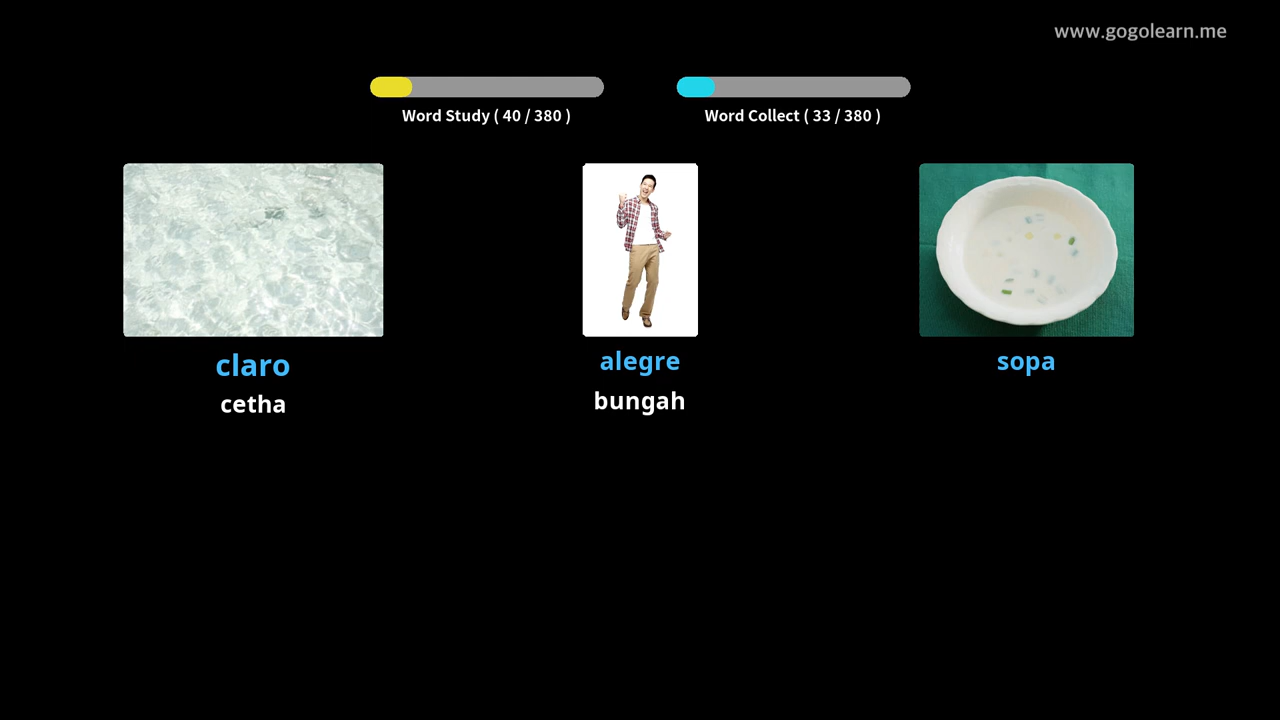 www.gogolearn.me
Word Study ( 40 / 380 )
Word Collect ( 33 / 380 )
claro
cetha
alegre
bungah
sopa